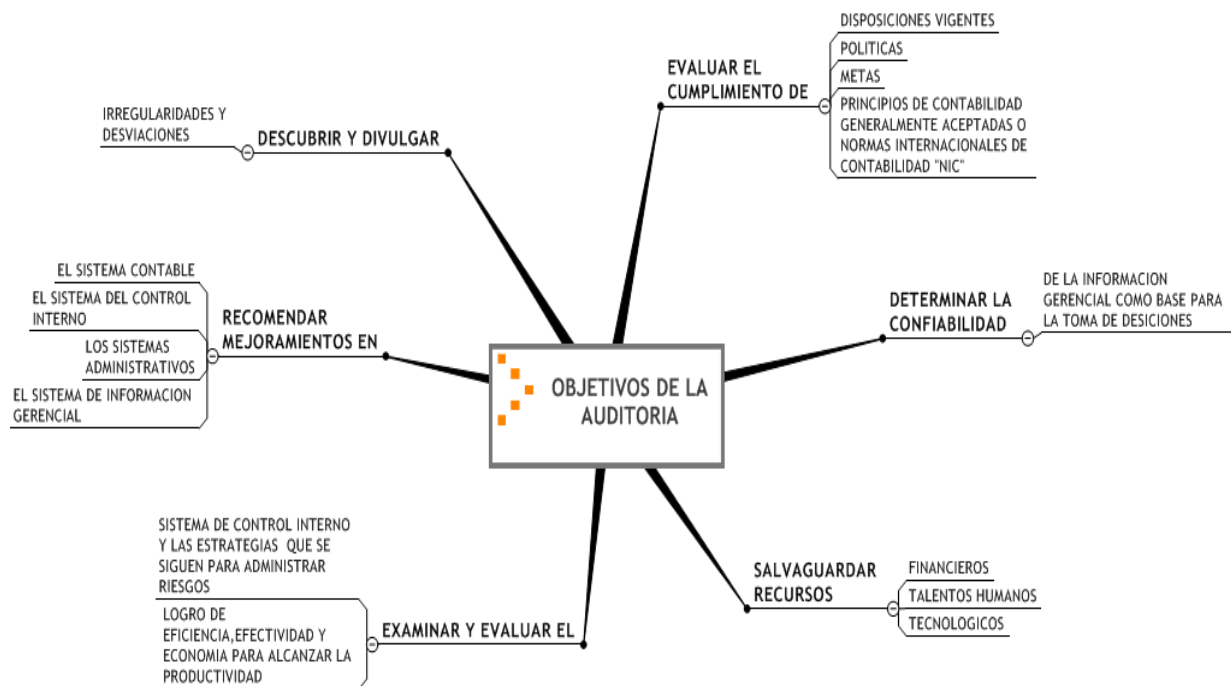 OBJETIVOS DE LA
AUDITORIA
EVALUAR EL
CUMPLIMIENTO DE
DISPOSICIONES VIGENTES
POLITICAS
METAS
PRINCIPIOS DE CONTABILIDAD
GENERALMENTE ACEPTADAS O
NORMAS INTERNACIONALES DE
CONTABILIDAD "NIC"
DETERMINAR LA
CONFIABILIDAD
DE LA INFORMACION
GERENCIAL COMO BASE PARA
LA TOMA DE DESICIONES
SALVAGUARDAR
RECURSOS
FINANCIEROS
TALENTOS HUMANOS
TECNOLOGICOS
EXAMINAR Y EVALUAR EL
SISTEMA DE CONTROL INTERNO
Y LAS ESTRATEGIAS QUE SE
SIGUEN PARA ADMINISTRAR
RIESGOS
LOGRO DE
EFICIENCIA,EFECTIVIDAD Y
ECONOMIA PARA ALCANZAR LA
PRODUCTIVIDAD
RECOMENDAR
MEJORAMIENTOS EN
EL SISTEMA CONTABLE
EL SISTEMA DEL CONTROL
INTERNO
LOS SISTEMAS
ADMINISTRATIVOS
EL SISTEMA DE INFORMACION
GERENCIAL
DESCUBRIR Y DIVULGAR
IRREGULARIDADES Y
DESVIACIONES